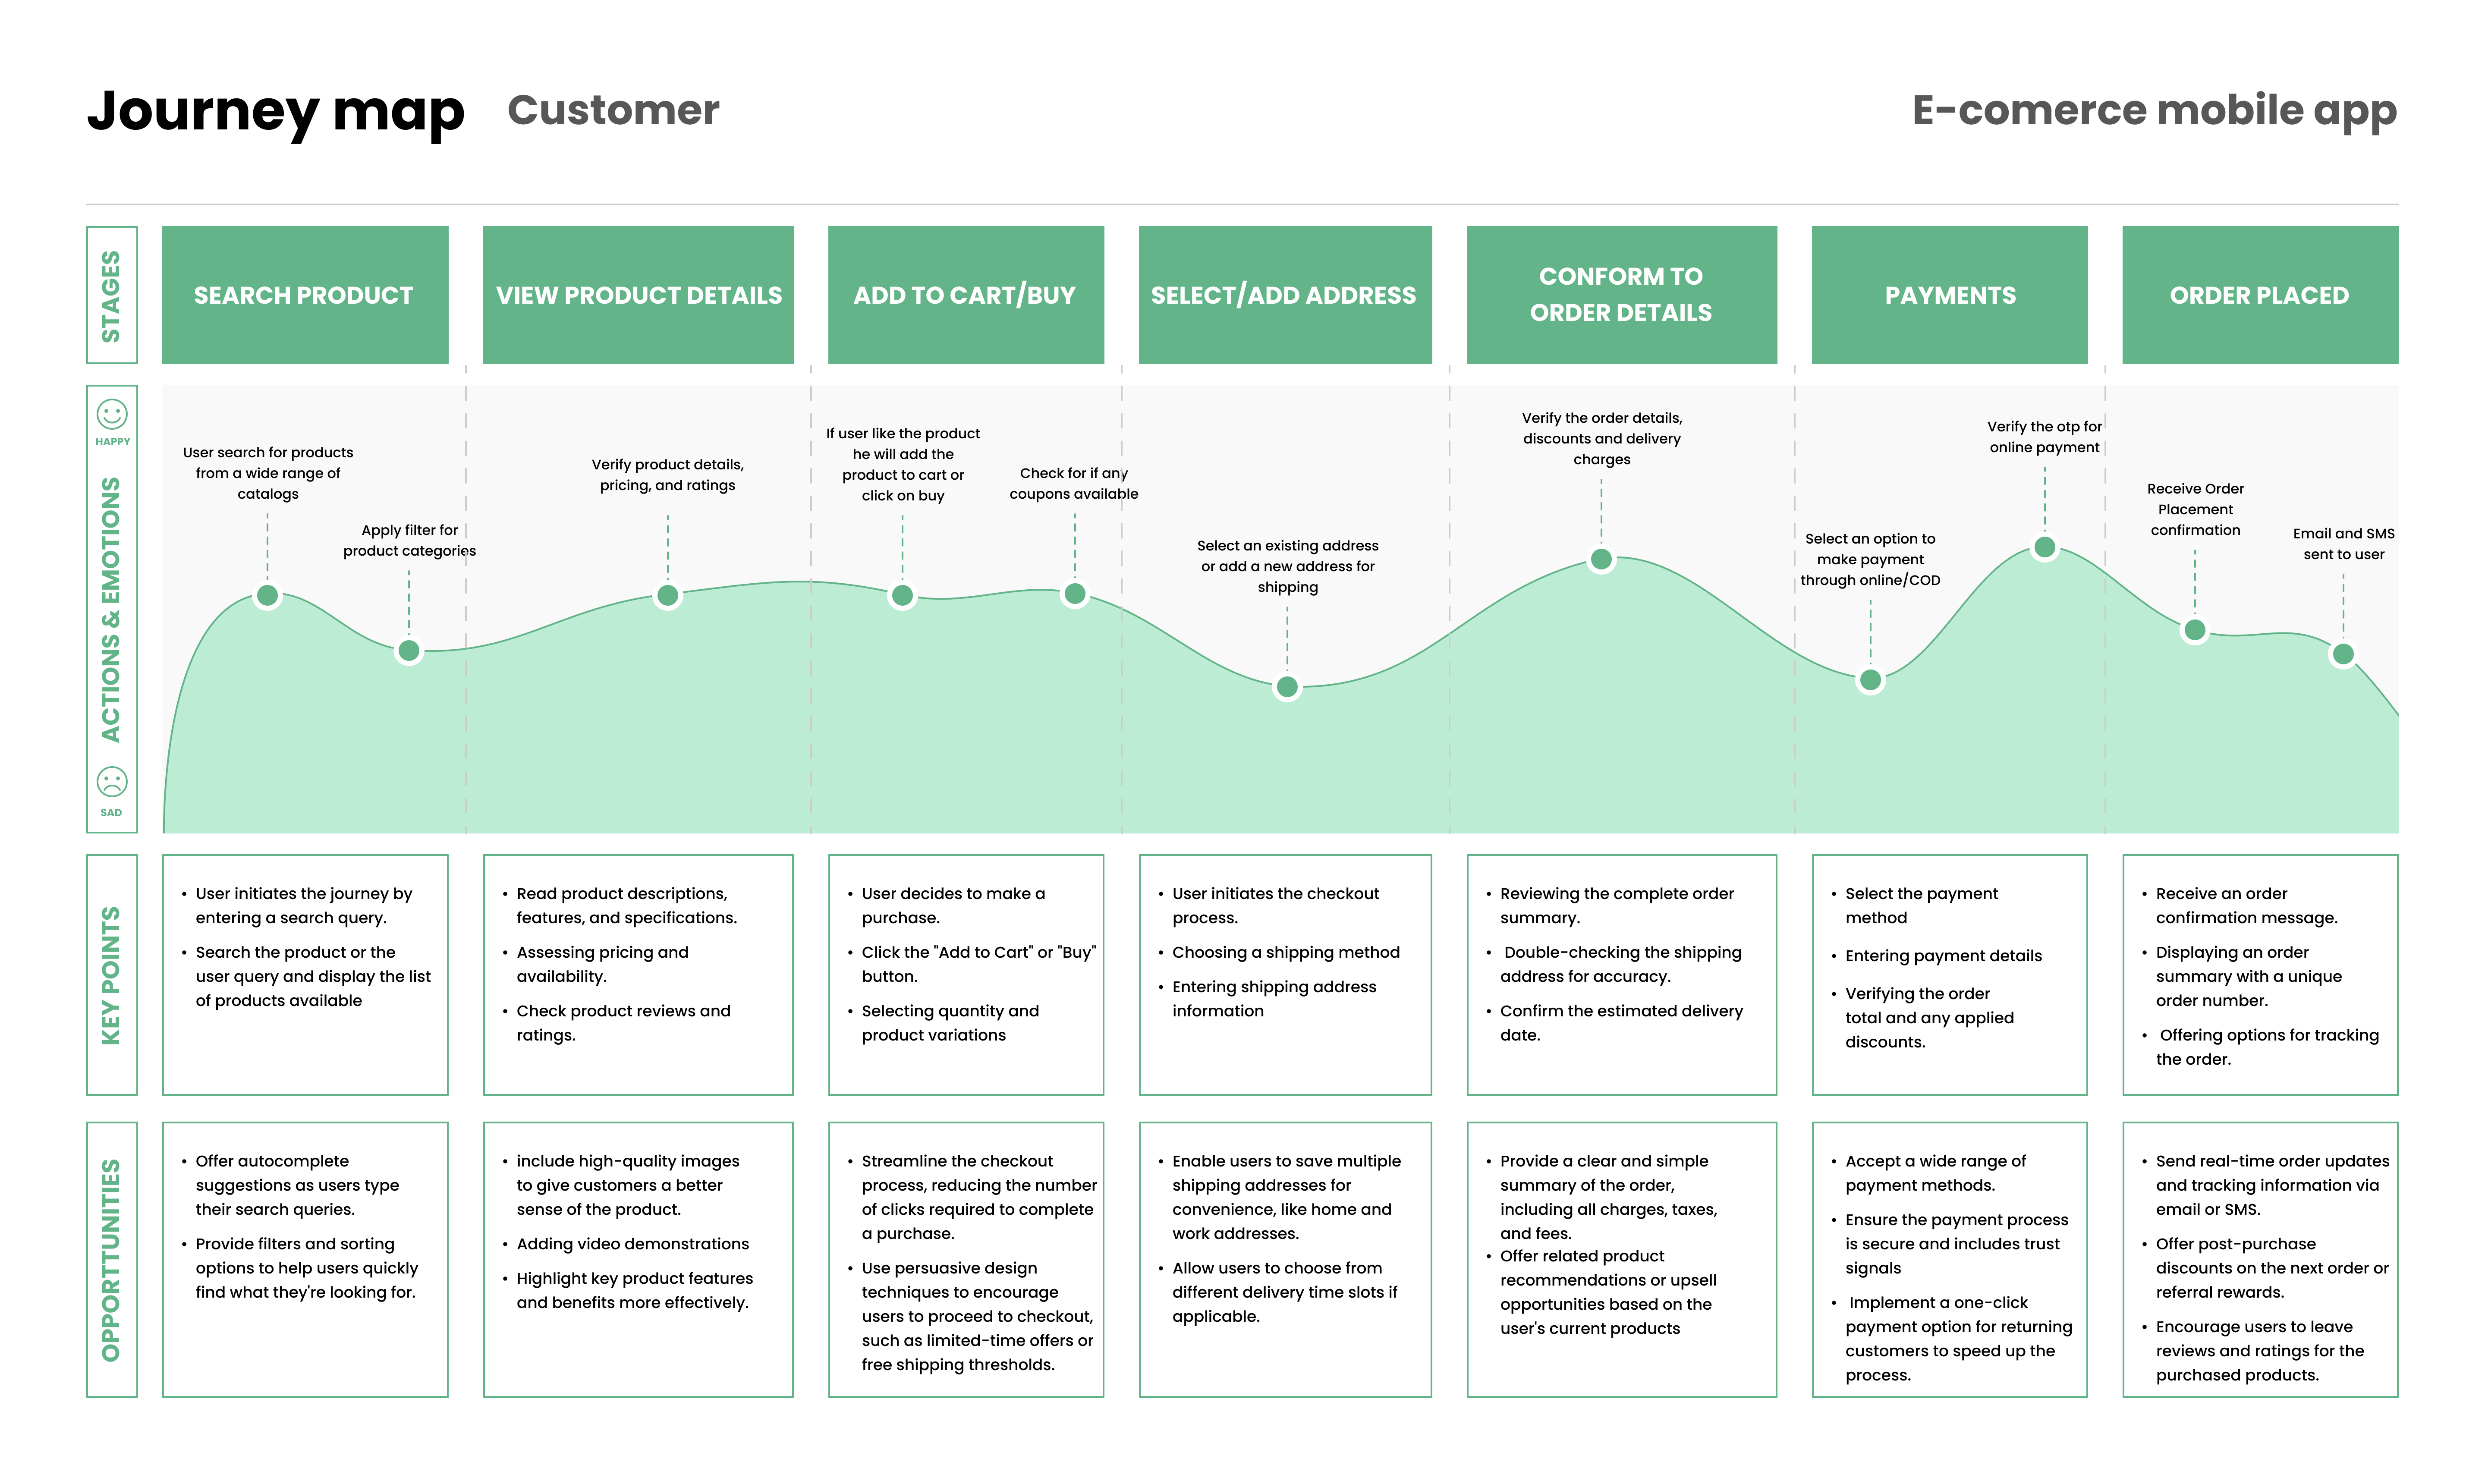 Journey map
Customer
E-comerce mobile app
STAGES
SEARCH PRODUCT
VIEW PRODUCT DETAILS
ADD TO CART/BUY
SELECT/ADD ADDRESS
CONFORM TO
ORDER DETAILS
PAYMENTS
ORDER PLACED
HAPPY
ACTIONS & EMOTIONS
SAD
User search for products
from a wide range of
catalogs
Apply filter for
product categories
Verify product details,
pricing, and ratings
If user like the product
he will add the
product to cart or
click on buy
Check for if any
coupons available
Select an existing address
or add a new address for
shipping
Verify the order details,
discounts and delivery
charges
Select an option to
make payment
through online/COD
Verify the otp for
online payment
Receive Order
Placement
confirmation
Email and SMS
sent to user
KEY POINTS
• User initiates the journey by
entering a search query.
• Search the product or the
user query and display the list
of products available
• Read product descriptions,
features, and specifications.
• Assessing pricing and
availability.
• Check product reviews and
ratings.
• User decides to make a
purchase.
• Click the "Add to Cart" or "Buy"
button.
• Selecting quantity and
product variations
• User initiates the checkout
process.
• Choosing a shipping method
• Entering shipping address
information
• Reviewing the complete order
summary.
• Double-checking the shipping
address for accuracy.
• Confirm the estimated delivery
date.
• Select the payment
method
• Entering payment details
• Verifying the order
total and any applied
discounts.
• Receive an order
confirmation message.
• Displaying an order
summary with a unique
order number.
• Offering options for tracking
the order.
OPPORTTUNITIES
• Offer autocomplete
suggestions as users type
their search queries.
• Provide filters and sorting
options to help users quickly
find what they're looking for.
• include high-quality images
to give customers a better
sense of the product.
• Adding video demonstrations
• Highlight key product features
and benefits more effectively.
• Streamline the checkout
process, reducing the number
of clicks required to complete
a purchase.
• Use persuasive design
techniques to encourage
users to proceed to checkout,
such as limited-time offers or
free shipping thresholds.
• Enable users to save multiple
shipping addresses for
convenience, like home and
work addresses.
• Allow users to choose from
different delivery time slots if
applicable.
• Provide a clear and simple
summary of the order,
including all charges, taxes,
and fees.
• Offer related product
recommendations or upsell
opportunities based on the
user's current products
• Accept a wide range of
payment methods.
• Ensure the payment process
is secure and includes trust
signals
• Implement a one-click
payment option for returning
customers to speed up the
process.
• Send real-time order updates
and tracking information via
email or SMS.
• Offer post-purchase
discounts on the next order or
referral rewards.
• Encourage users to leave
reviews and ratings for the
purchased products.